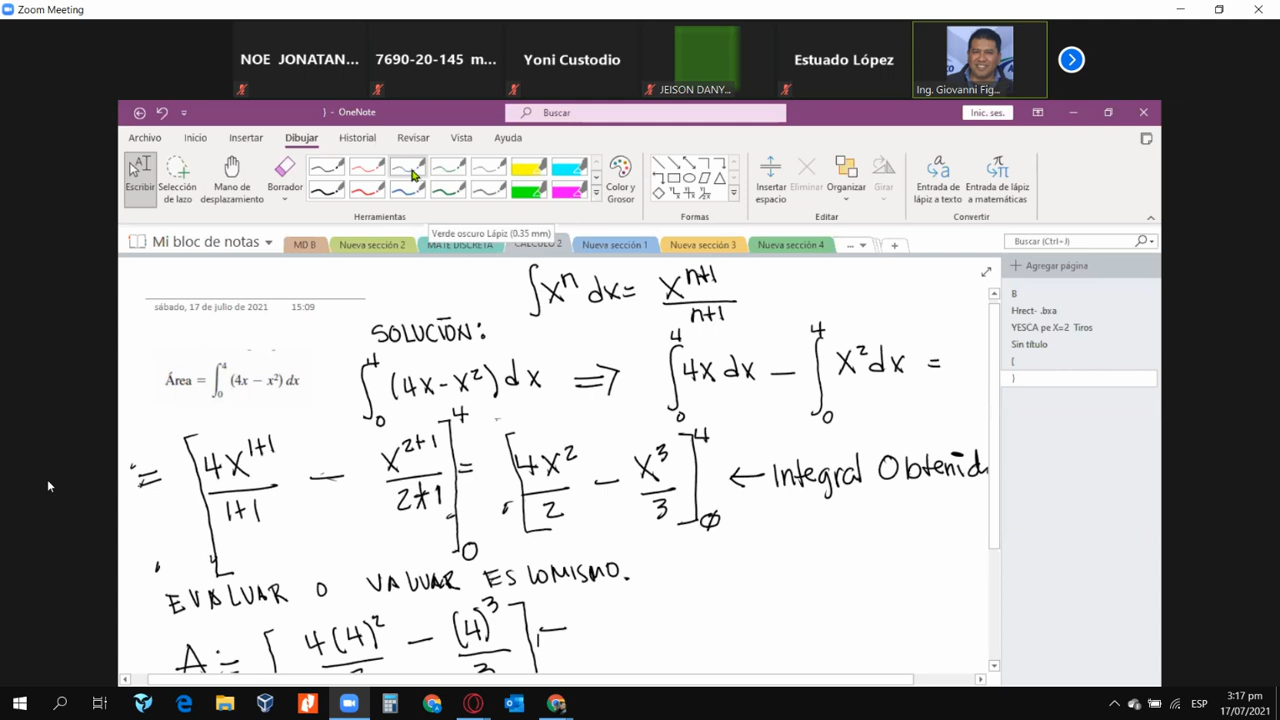 Zoom Meeting
NOE JONATAN... 7690-20-145 m... Yoni Custodio JEISON DANY... Estuado López Ing. Giovanni Fig...
} - OneNote
Buscar
Inic. ses.
Archivo Inicio Insertar Dibujar Historial Revisar Vista Ayuda
Escribir Selección de lazo Mano de desplazamiento Borrador Color y Grosor Insertar espacio Eliminar Organizar Girar Entrada de lápiz a texto Entrada de lápiz a matemáticas
Herramientas Formas Editar Convertir
Verde oscuro Lápiz (0.35 mm)
Mi bloc de notas MD B Nueva sección 2 MATE DISCRETA CALCULO 2 Nueva sección 1 Nueva sección 3 Nueva sección 4 ... + Buscar (Ctrl+J)
+ Agregar página
B
Hrect- .bxa
YESCA pe X=2 Tiros
Sin título
{
}
∫x^n dx = x^(n+1)/(n+1)
sábado, 17 de julio de 2021 15:09
SOLUCIÓN:
Área = ∫₀⁴ (4x − x²) dx
∫₀⁴ (4x-x²)dx ⟹ ∫₀⁴ 4x dx − ∫₀⁴ x² dx =
= [4x^(1+1)/(1+1) − x^(2+1)/(2+1)]₀⁴ = [4x²/2 − x³/3]₀⁴ ← Integral Obtenid
EVALUAR O VALUAR ES LO MISMO.
A = [4(4)² − (4)³/3] −
ESP
3:17 pm
17/07/2021